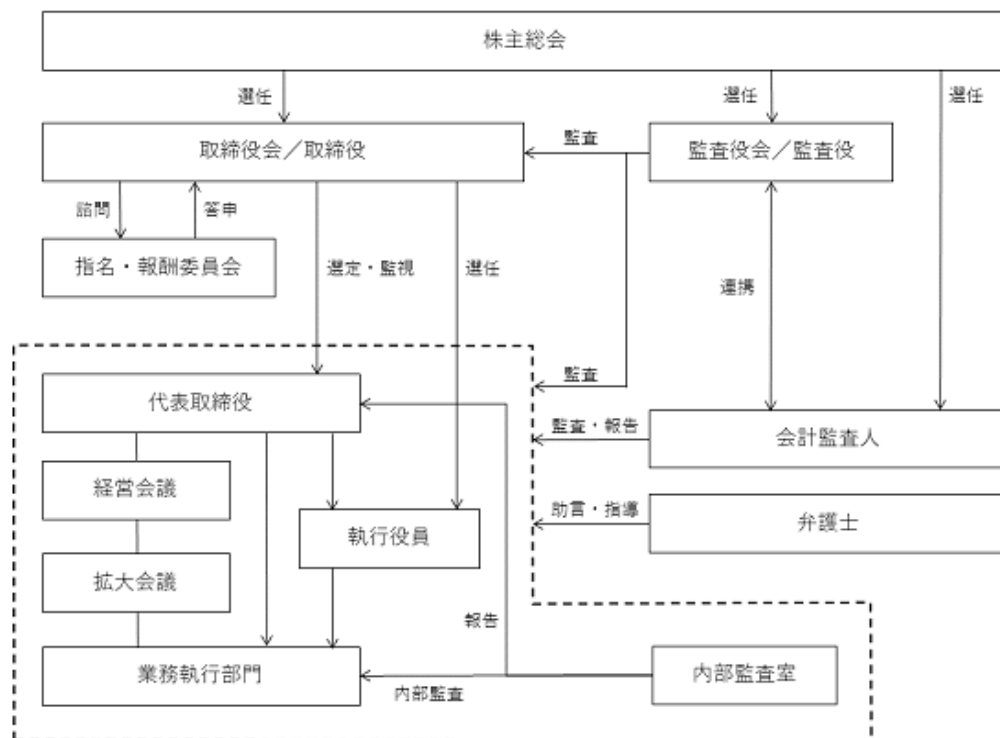 株主総会
選任
選任
選任
取締役会／取締役
監査
監査役会／監査役
諮問
答申
指名・報酬委員会
選定・監視
選任
連携
監査
代表取締役
監査・報告
会計監査人
経営会議
助言・指導
弁護士
執行役員
拡大会議
報告
業務執行部門
内部監査
内部監査室